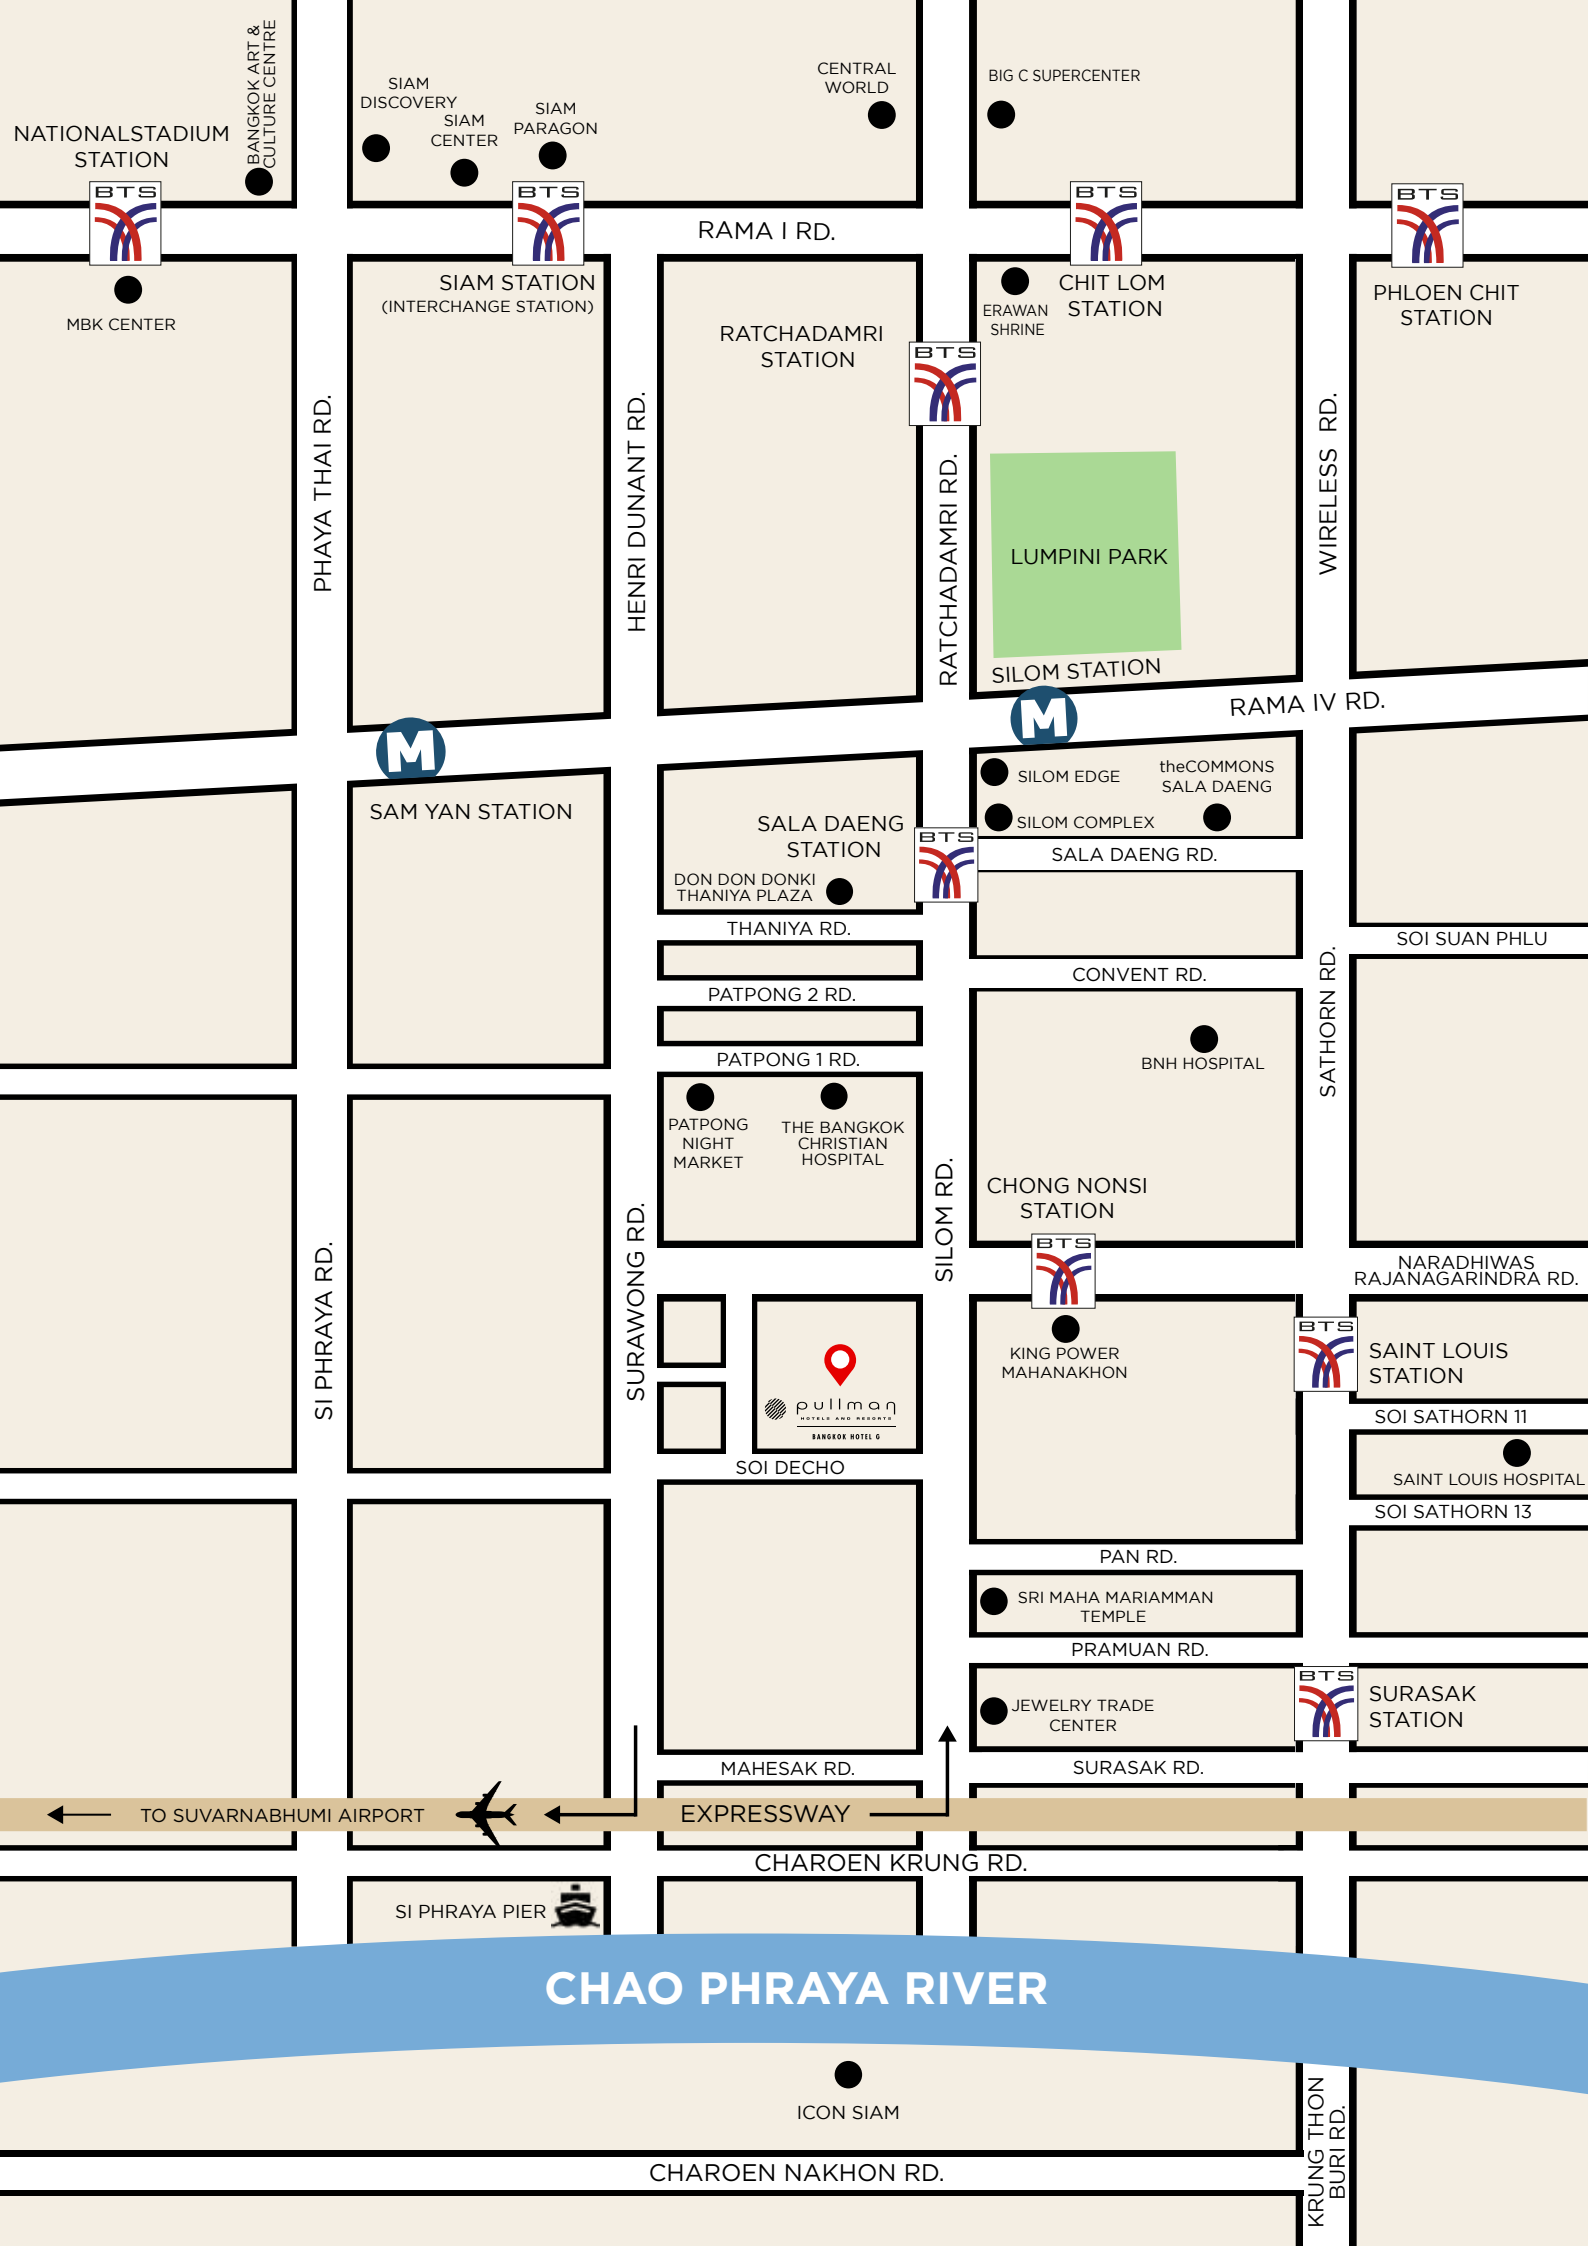 BANGKOK ART &
CULTURE CENTRE
SIAM
DISCOVERY
SIAM
CENTER
SIAM
PARAGON
CENTRAL
WORLD
BIG C SUPERCENTER
NATIONALSTADIUM
STATION
BTS
BTS
BTS
BTS
RAMA I RD.
MBK CENTER
SIAM STATION
(INTERCHANGE STATION)
ERAWAN
SHRINE
CHIT LOM
STATION
PHLOEN CHIT
STATION
RATCHADAMRI
STATION
BTS
PHAYA THAI RD.
HENRI DUNANT RD.
RATCHADAMRI RD.
WIRELESS RD.
LUMPINI PARK
SILOM STATION
M
RAMA IV RD.
M
SAM YAN STATION
SILOM EDGE
theCOMMONS
SALA DAENG
SILOM COMPLEX
SALA DAENG
STATION
BTS
SALA DAENG RD.
DON DON DONKI
THANIYA PLAZA
THANIYA RD.
SOI SUAN PHLU
CONVENT RD.
PATPONG 2 RD.
SATHORN RD.
PATPONG 1 RD.
BNH HOSPITAL
PATPONG
NIGHT
MARKET
THE BANGKOK
CHRISTIAN
HOSPITAL
CHONG NONSI
STATION
BTS
SI PHRAYA RD.
SURAWONG RD.
SILOM RD.
NARADHIWAS
RAJANAGARINDRA RD.
KING POWER
MAHANAKHON
BTS
SAINT LOUIS
STATION
pullman
HOTELS AND RESORTS
BANGKOK HOTEL G
SOI SATHORN 11
SOI DECHO
SAINT LOUIS HOSPITAL
SOI SATHORN 13
PAN RD.
SRI MAHA MARIAMMAN
TEMPLE
PRAMUAN RD.
JEWELRY TRADE
CENTER
BTS
SURASAK
STATION
MAHESAK RD.
SURASAK RD.
TO SUVARNABHUMI AIRPORT
EXPRESSWAY
CHAROEN KRUNG RD.
SI PHRAYA PIER
CHAO PHRAYA RIVER
ICON SIAM
KRUNG THON
BURI RD.
CHAROEN NAKHON RD.